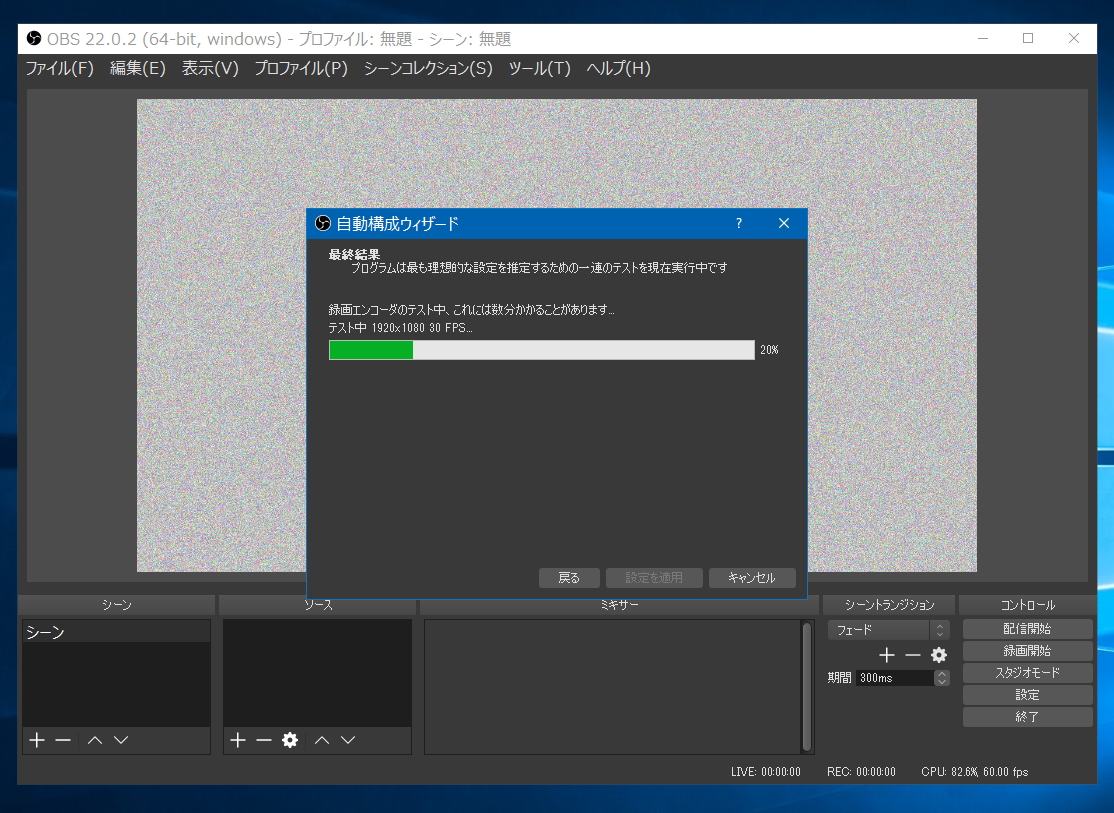 OBS 22.0.2 (64-bit, windows) - プロファイル: 無題 - シーン: 無題
ファイル(F) 編集(E) 表示(V) プロファイル(P) シーンコレクション(S) ツール(T) ヘルプ(H)
自動構成ウィザード ?
最終結果
プログラムは最も理想的な設定を推定するための一連のテストを現在実行中です
録画エンコーダのテスト中、これには数分かかることがあります...
テスト中 1920x1080 30 FPS...
20%
戻る 設定を適用 キャンセル
シーン ソース ミキサー シーントランジション コントロール
シーン
フェード
期間 300ms
配信開始
録画開始
スタジオモード
設定
終了
LIVE: 00:00:00 REC: 00:00:00 CPU: 82.6%, 60.00 fps